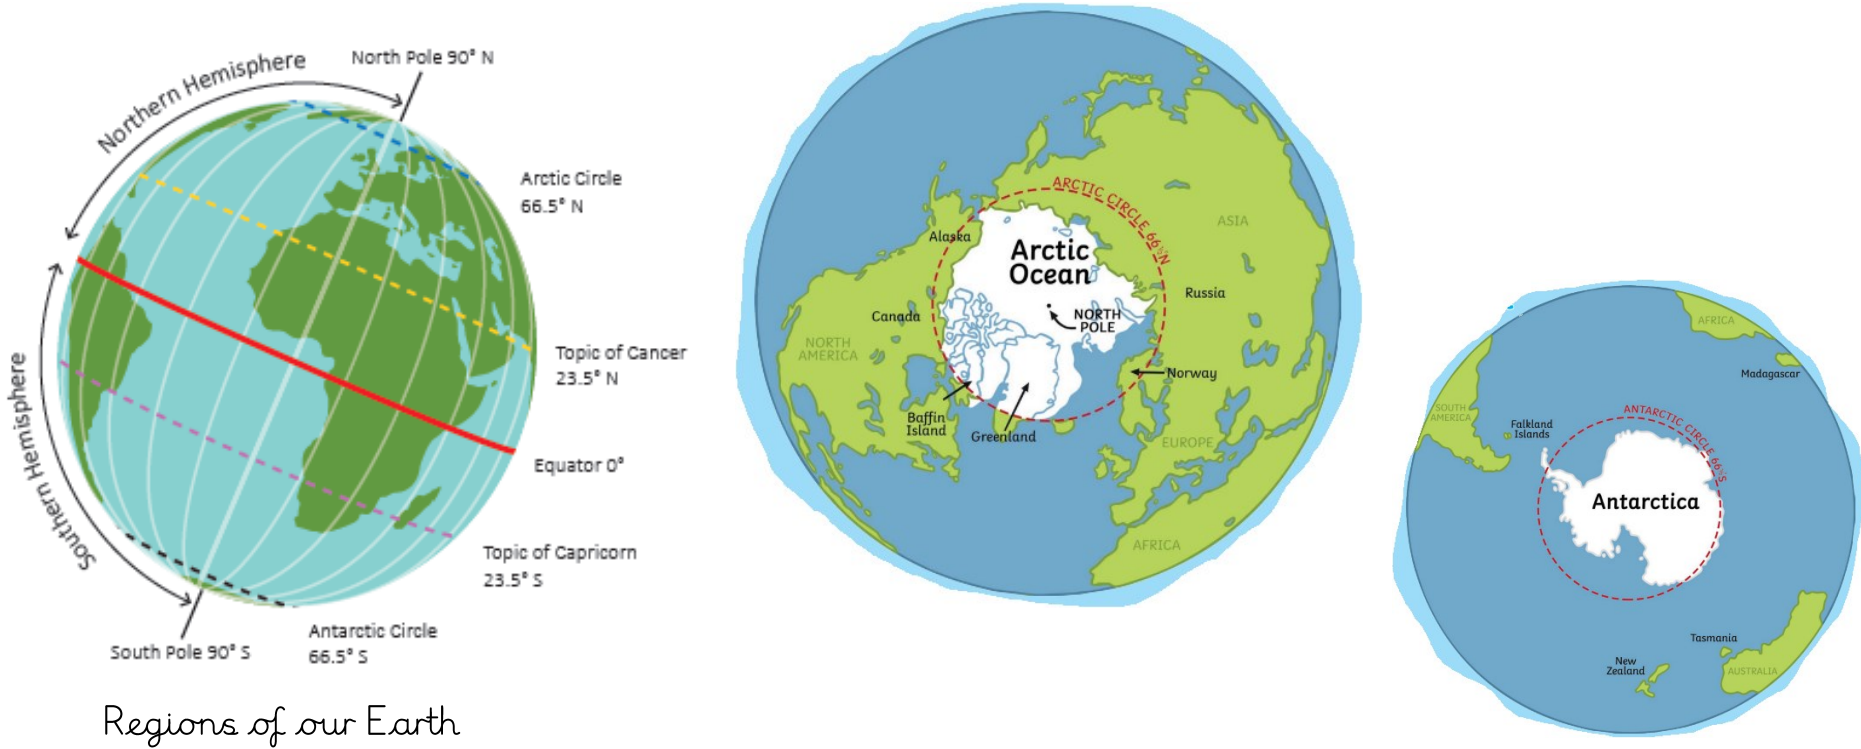 North Pole 90° N
Northern Hemisphere
Arctic Circle
66.5° N
Topic of Cancer
23.5° N
Equator 0°
Southern Hemisphere
Topic of Capricorn
23.5° S
Antarctic Circle
66.5° S
South Pole 90° S
Regions of our Earth
ARCTIC CIRCLE 66½°N
ASIA
Alaska
Arctic
Ocean
Russia
NORTH
POLE
Canada
NORTH
AMERICA
Norway
Baffin
Island
Greenland
EUROPE
AFRICA
AFRICA
Madagascar
SOUTH
AMERICA
ANTARCTIC CIRCLE 66½°S
Falkland
Islands
Antarctica
Tasmania
New
Zealand
AUSTRALIA